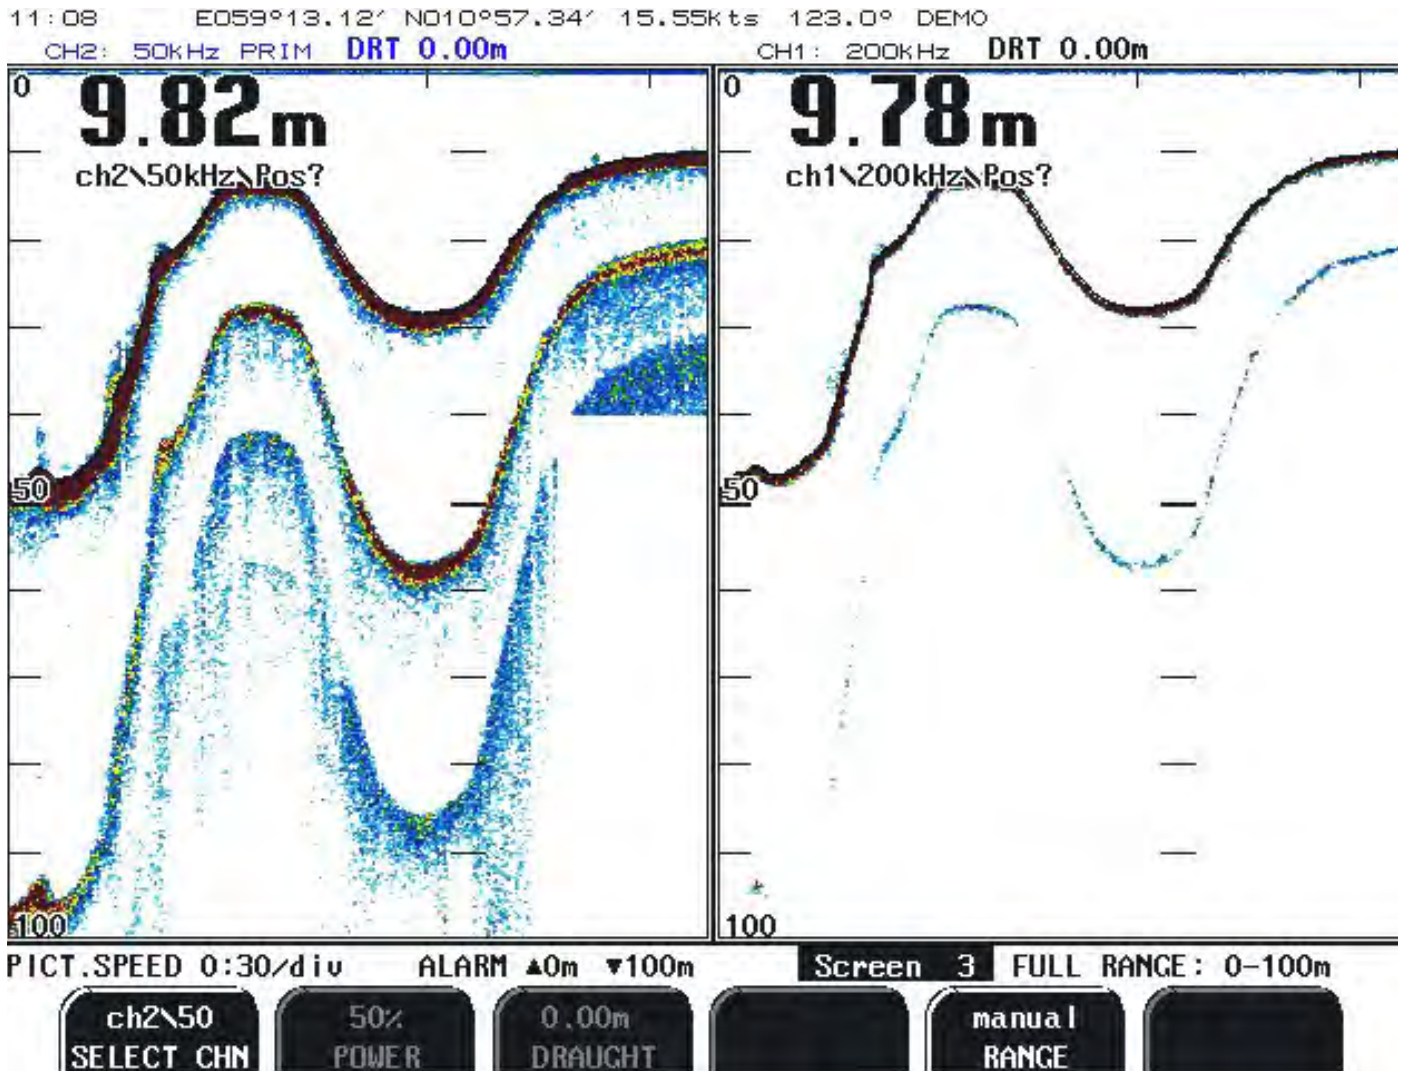 11:08 E059°13.12′ N010°57.34′ 15.55Kts 123.0° DEMO
CH2: 50KHz PRIM DRT 0.00m CH1: 200KHz DRT 0.00m
0 9.82m
ch2\50kHz\Pos?
50
100
0 9.78m
ch1\200kHz\Pos?
50
100
PICT.SPEED 0:30/div ALARM ▲0m ▼100m Screen 3 FULL RANGE: 0-100m
ch2\50 50% 0.00m manual
SELECT CHN POWER DRAUGHT RANGE